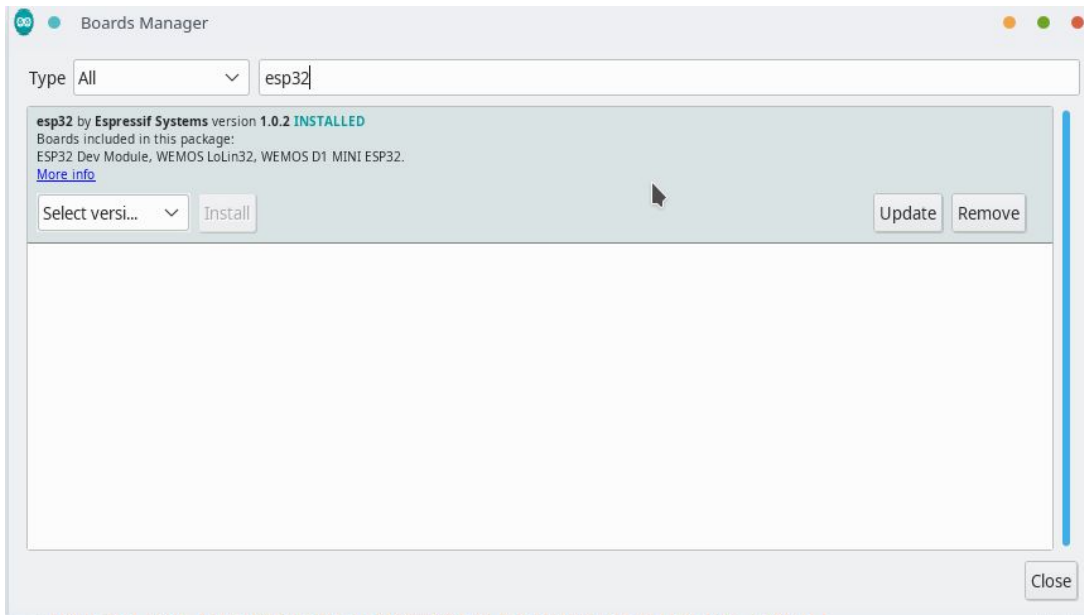 Boards Manager
Type All esp32
esp32 by Espressif Systems version 1.0.2 INSTALLED
Boards included in this package:
ESP32 Dev Module, WEMOS LoLin32, WEMOS D1 MINI ESP32.
More info
Select versi... Install Update Remove
Close